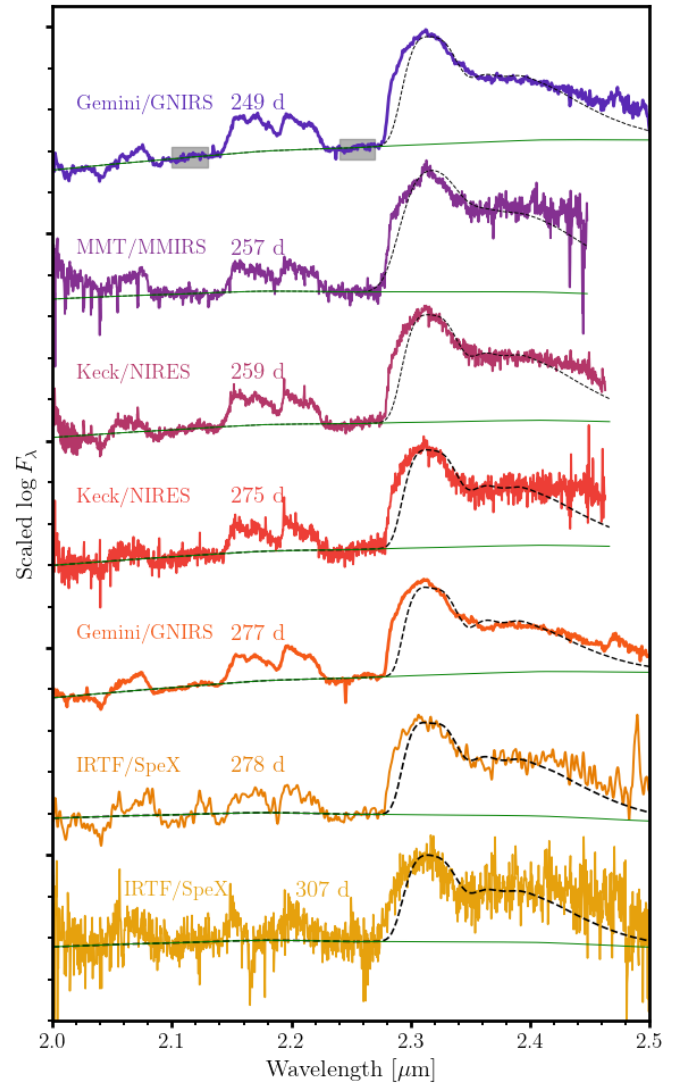 Gemini/GNIRS 249 d
MMT/MMIRS 257 d
Keck/NIRES 259 d
Keck/NIRES 275 d
Gemini/GNIRS 277 d
IRTF/SpeX 278 d
IRTF/SpeX 307 d
Scaled log F_λ
2.0 2.1 2.2 2.3 2.4 2.5
Wavelength [μm]